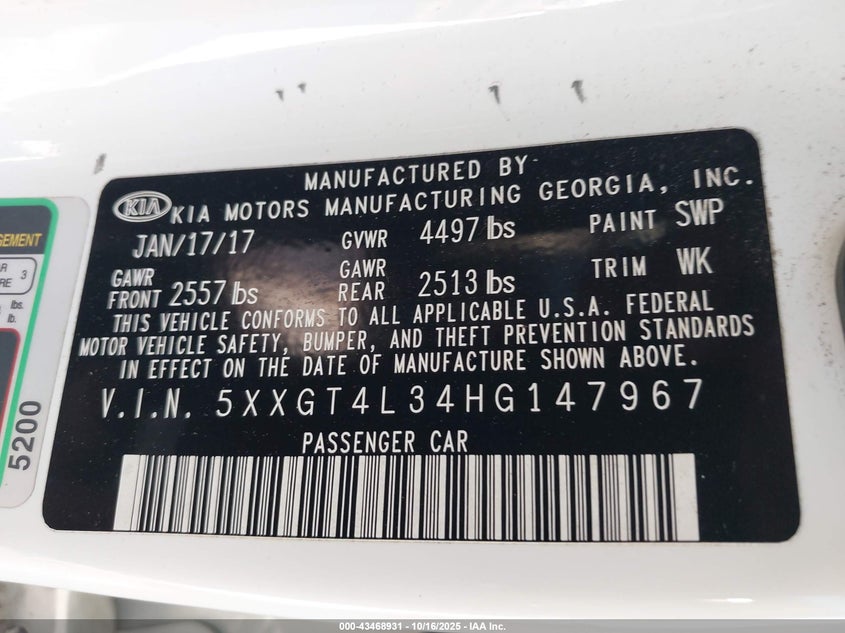 MANUFACTURED BY
KIA KIA MOTORS MANUFACTURING GEORGIA, INC.
JAN/17/17 GVWR 4497 lbs PAINT SWP
GAWR FRONT 2557 lbs GAWR REAR 2513 lbs TRIM WK
THIS VEHICLE CONFORMS TO ALL APPLICABLE U.S.A. FEDERAL
MOTOR VEHICLE SAFETY, BUMPER, AND THEFT PREVENTION STANDARDS
IN EFFECT ON THE DATE OF MANUFACTURE SHOWN ABOVE.
V.I.N. 5XXGT4L34HG147967
PASSENGER CAR
3
lbs.
lb.
5200
000-43468931 - 10/16/2025 - IAA Inc.